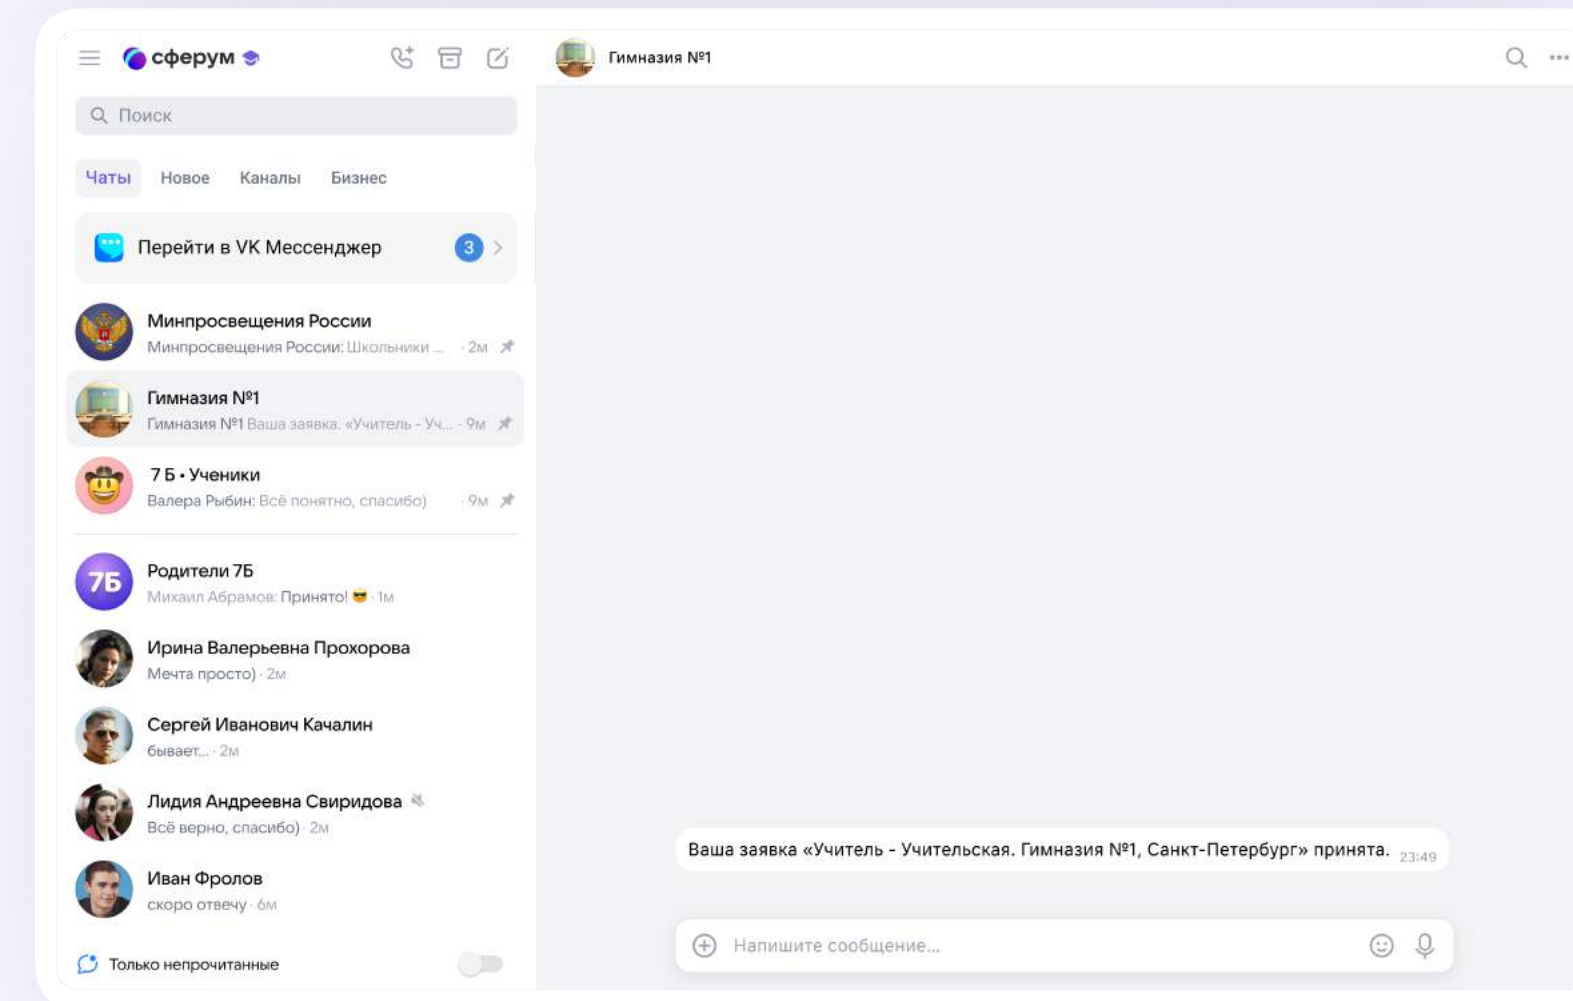 сферум
Гимназия №1
Поиск
Чаты Новое Каналы Бизнес
Перейти в VK Мессенджер 3
Минпросвещения России
Минпросвещения России: Школьники ... · 2м
Гимназия №1
Гимназия №1 Ваша заявка. «Учитель - Уч... · 9м
7 Б • Ученики
Валера Рыбин: Всё понятно, спасибо) · 9м
7Б
Родители 7Б
Михаил Абрамов: Принято! 😎 · 1м
Ирина Валерьевна Прохорова
Мечта просто) · 2м
Сергей Иванович Качалин
бывает... · 2м
Лидия Андреевна Свиридова
Всё верно, спасибо) · 2м
Иван Фролов
скоро отвечу · 6м
Только непрочитанные
Ваша заявка «Учитель - Учительская. Гимназия №1, Санкт-Петербург» принята. 23:49
Напишите сообщение...